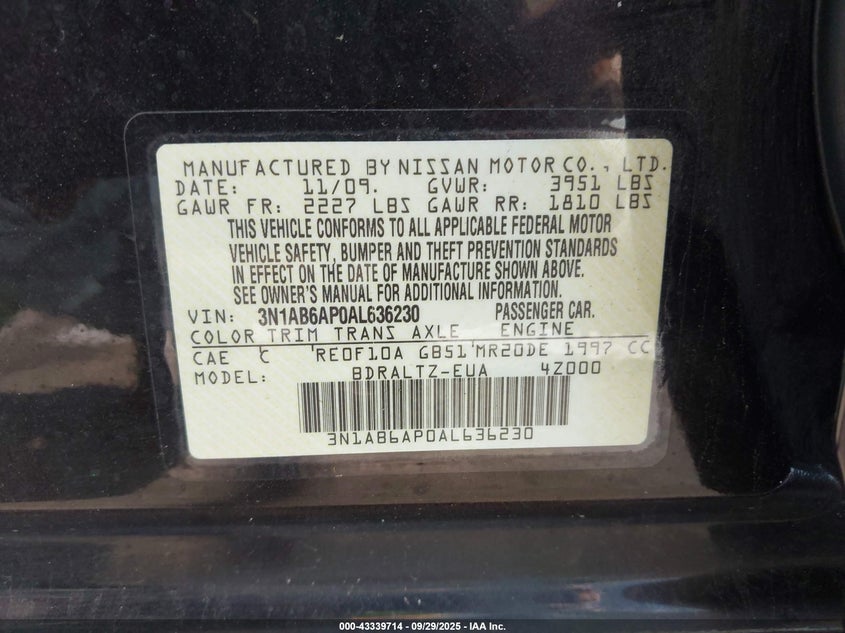 MANUFACTURED BY NISSAN MOTOR CO., LTD.
DATE: 11/09. GVWR: 3951 LBS
GAWR FR: 2227 LBS GAWR RR: 1810 LBS
THIS VEHICLE CONFORMS TO ALL APPLICABLE FEDERAL MOTOR
VEHICLE SAFETY, BUMPER AND THEFT PREVENTION STANDARDS
IN EFFECT ON THE DATE OF MANUFACTURE SHOWN ABOVE.
SEE OWNER'S MANUAL FOR ADDITIONAL INFORMATION.
VIN: 3N1AB6AP0AL636230 PASSENGER CAR.
COLOR TRIM TRANS AXLE ENGINE
CAE C RE0F10A GB51 MR20DE 1997 CC
MODEL: BDRALTZ-EUA 4Z000
3N1AB6AP0AL636230
000-43339714 - 09/29/2025 - IAA Inc.